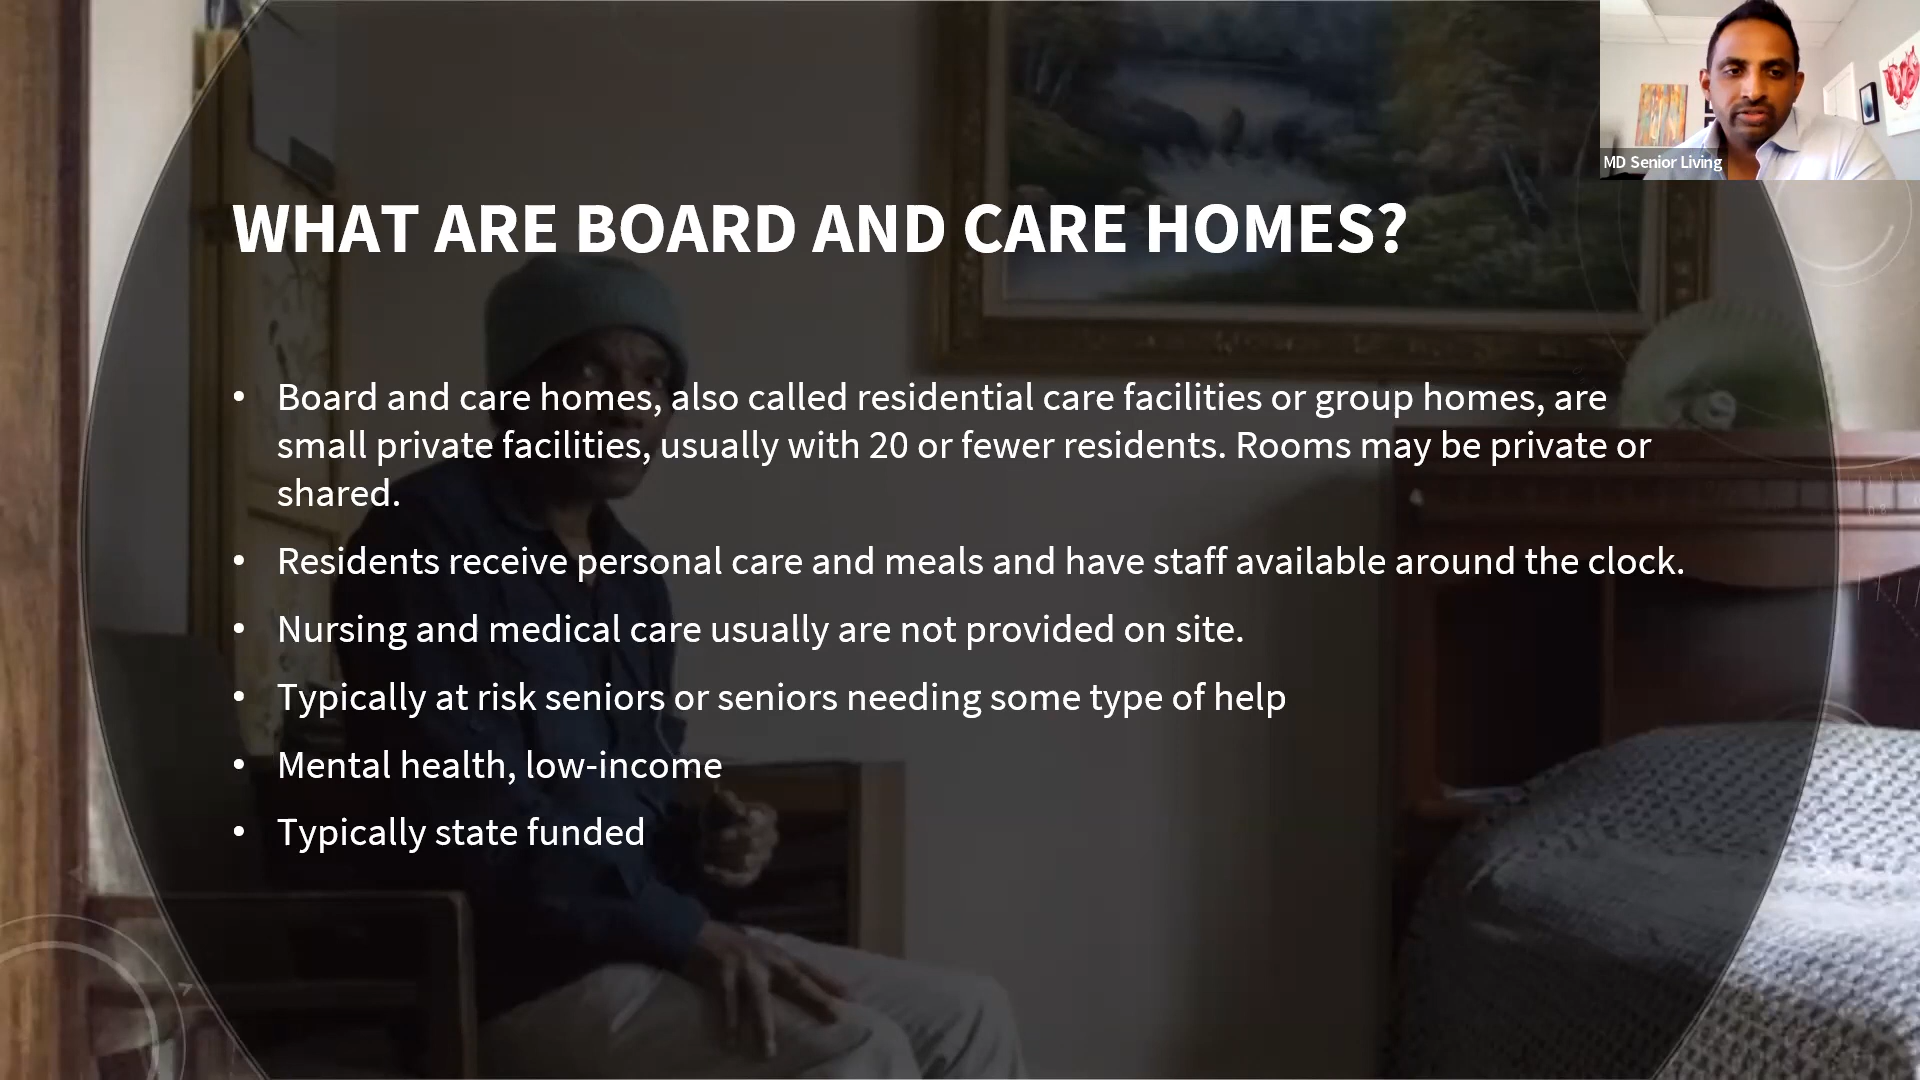 MD Senior Living
WHAT ARE BOARD AND CARE HOMES?
• Board and care homes, also called residential care facilities or group homes, are
small private facilities, usually with 20 or fewer residents. Rooms may be private or
shared.
• Residents receive personal care and meals and have staff available around the clock.
• Nursing and medical care usually are not provided on site.
• Typically at risk seniors or seniors needing some type of help
• Mental health, low-income
• Typically state funded